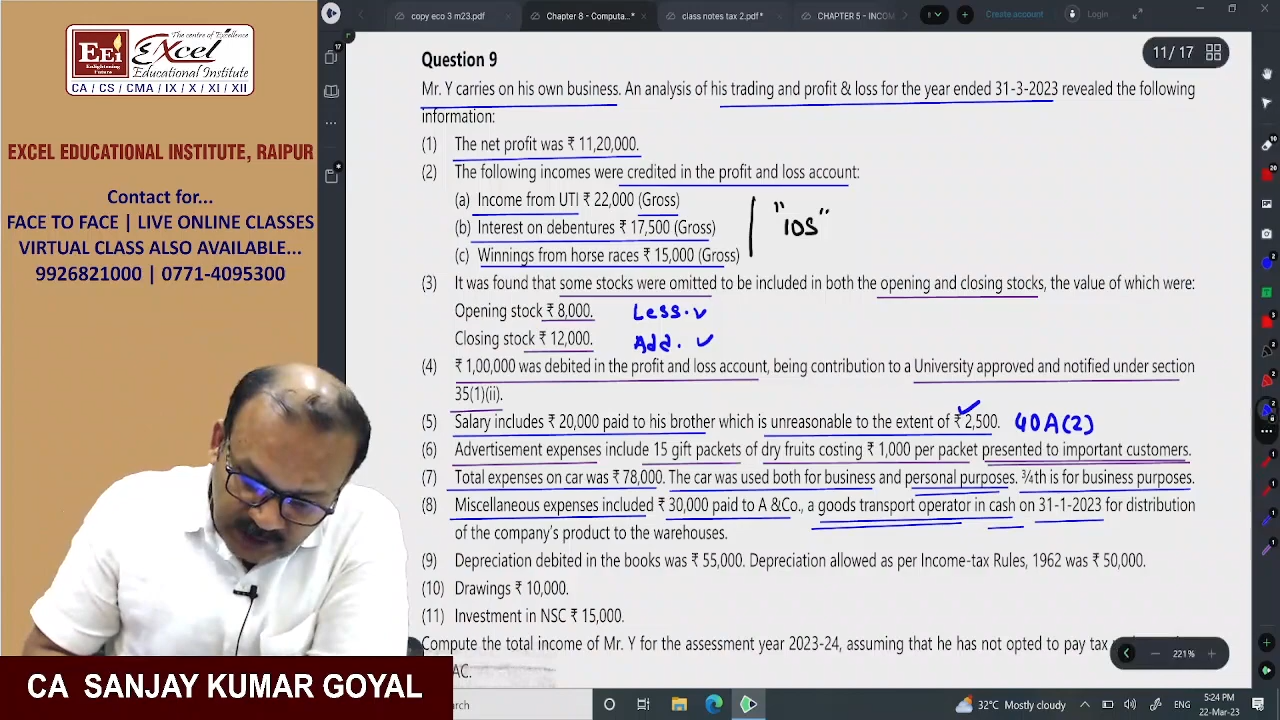 EEi
Enlightening
Future
The centre of Excellence
Excel
Educational Institute
CA / CS / CMA / IX / X / XI / XII
EXCEL EDUCATIONAL INSTITUTE, RAIPUR
Contact for...
FACE TO FACE | LIVE ONLINE CLASSES
VIRTUAL CLASS ALSO AVAILABLE...
9926821000 | 0771-4095300
CA SANJAY KUMAR GOYAL
copy eco 3 m23.pdf
Chapter 8 - Computa...*
class notes tax 2.pdf*
CHAPTER 5 - INCOM
Create account
Login
11 / 17
Question 9
Mr. Y carries on his own business. An analysis of his trading and profit & loss for the year ended 31-3-2023 revealed the following
information:
(1) The net profit was ₹ 11,20,000.
(2) The following incomes were credited in the profit and loss account:
(a) Income from UTI ₹ 22,000 (Gross)
(b) Interest on debentures ₹ 17,500 (Gross)
"IOS"
(c) Winnings from horse races ₹ 15,000 (Gross)
(3) It was found that some stocks were omitted to be included in both the opening and closing stocks, the value of which were:
Opening stock ₹ 8,000. Less.
Closing stock ₹ 12,000. Add.
(4) ₹ 1,00,000 was debited in the profit and loss account, being contribution to a University approved and notified under section
35(1)(ii).
(5) Salary includes ₹ 20,000 paid to his brother which is unreasonable to the extent of ₹ 2,500. 40A(2)
(6) Advertisement expenses include 15 gift packets of dry fruits costing ₹ 1,000 per packet presented to important customers.
(7) Total expenses on car was ₹ 78,000. The car was used both for business and personal purposes. ¾th is for business purposes.
(8) Miscellaneous expenses included ₹ 30,000 paid to A &Co., a goods transport operator in cash on 31-1-2023 for distribution
of the company's product to the warehouses.
(9) Depreciation debited in the books was ₹ 55,000. Depreciation allowed as per Income-tax Rules, 1962 was ₹ 50,000.
(10) Drawings ₹ 10,000.
(11) Investment in NSC ₹ 15,000.
Compute the total income of Mr. Y for the assessment year 2023-24, assuming that he has not opted to pay tax
AC.
221%
32°C Mostly cloudy
ENG
5:24 PM
22-Mar-23